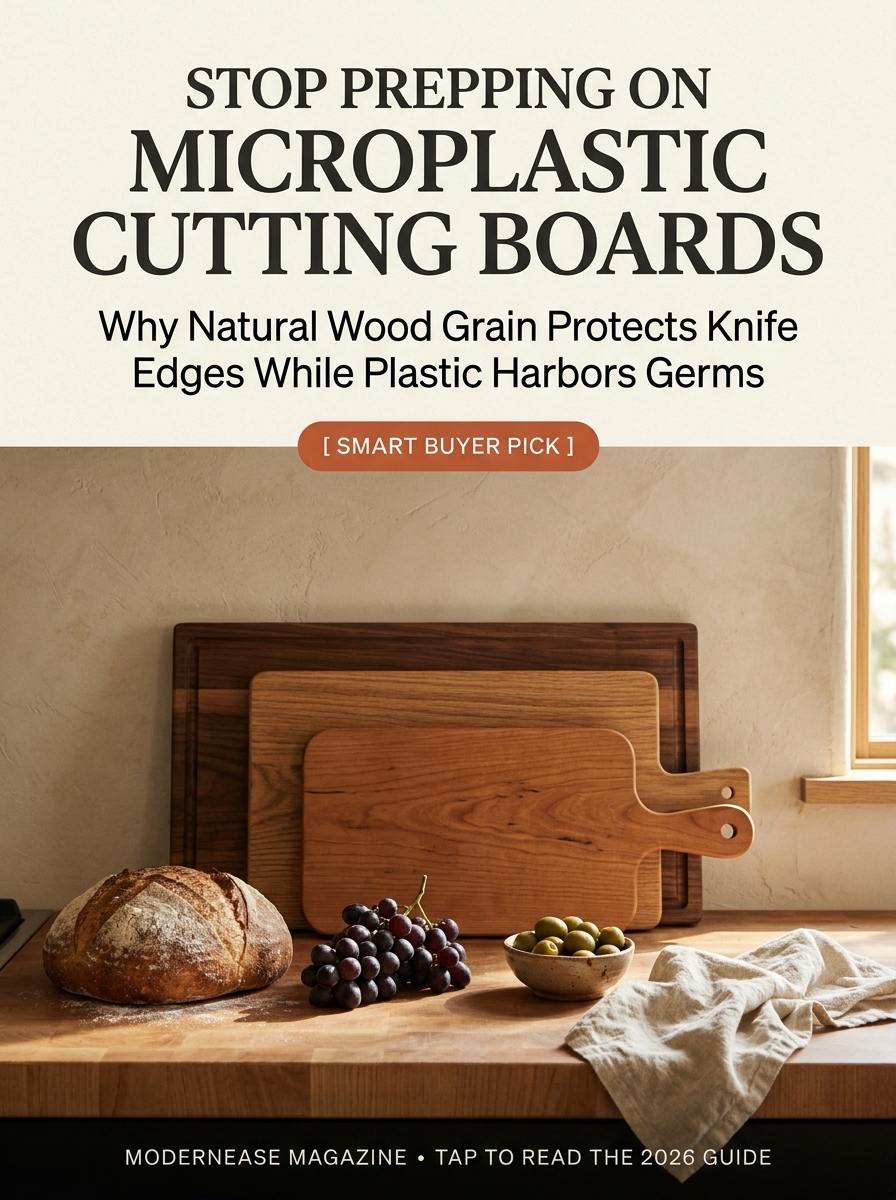 STOP PREPPING ON
MICROPLASTIC
CUTTING BOARDS
Why Natural Wood Grain Protects Knife
Edges While Plastic Harbors Germs
[ SMART BUYER PICK ]
MODERNEASE MAGAZINE • TAP TO READ THE 2026 GUIDE